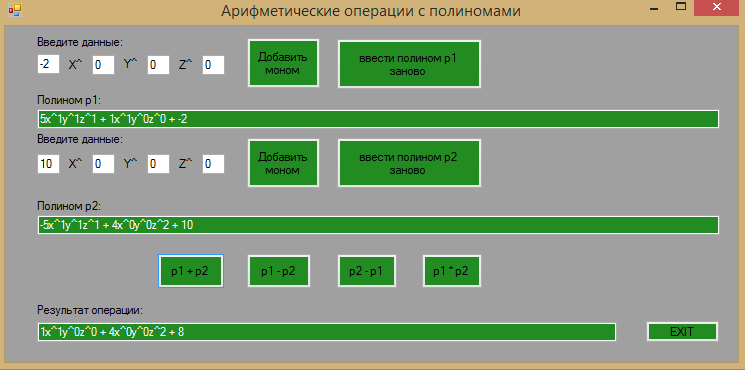 Арифметические операции с полиномами
Введите данные:
-2 X^ 0 Y^ 0 Z^ 0 Добавить моном ввести полином p1 заново
Полином p1:
5x^1y^1z^1 + 1x^1y^0z^0 + -2
Введите данные:
10 X^ 0 Y^ 0 Z^ 0 Добавить моном ввести полином p2 заново
Полином p2:
-5x^1y^1z^1 + 4x^0y^0z^2 + 10
p1 + p2 p1 - p2 p2 - p1 p1 * p2
Результат операции:
1x^1y^0z^0 + 4x^0y^0z^2 + 8 EXIT